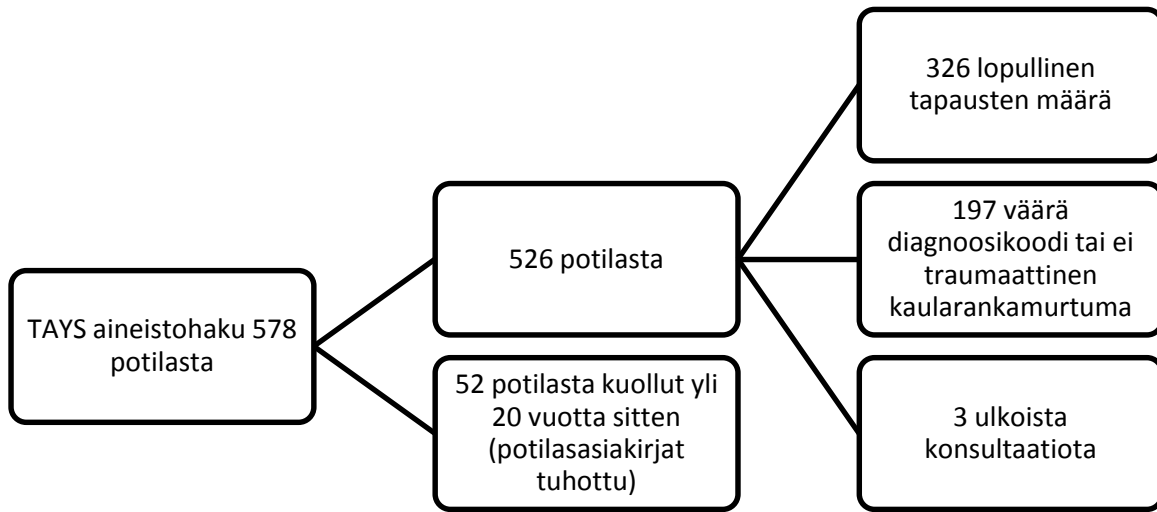 TAYS aineistohaku 578
potilasta
526 potilasta
52 potilasta kuollut yli
20 vuotta sitten
(potilasasiakirjat
tuhottu)
326 lopullinen
tapausten määrä
197 väärä
diagnoosikoodi tai ei
traumaattinen
kaularankamurtuma
3 ulkoista
konsultaatiota